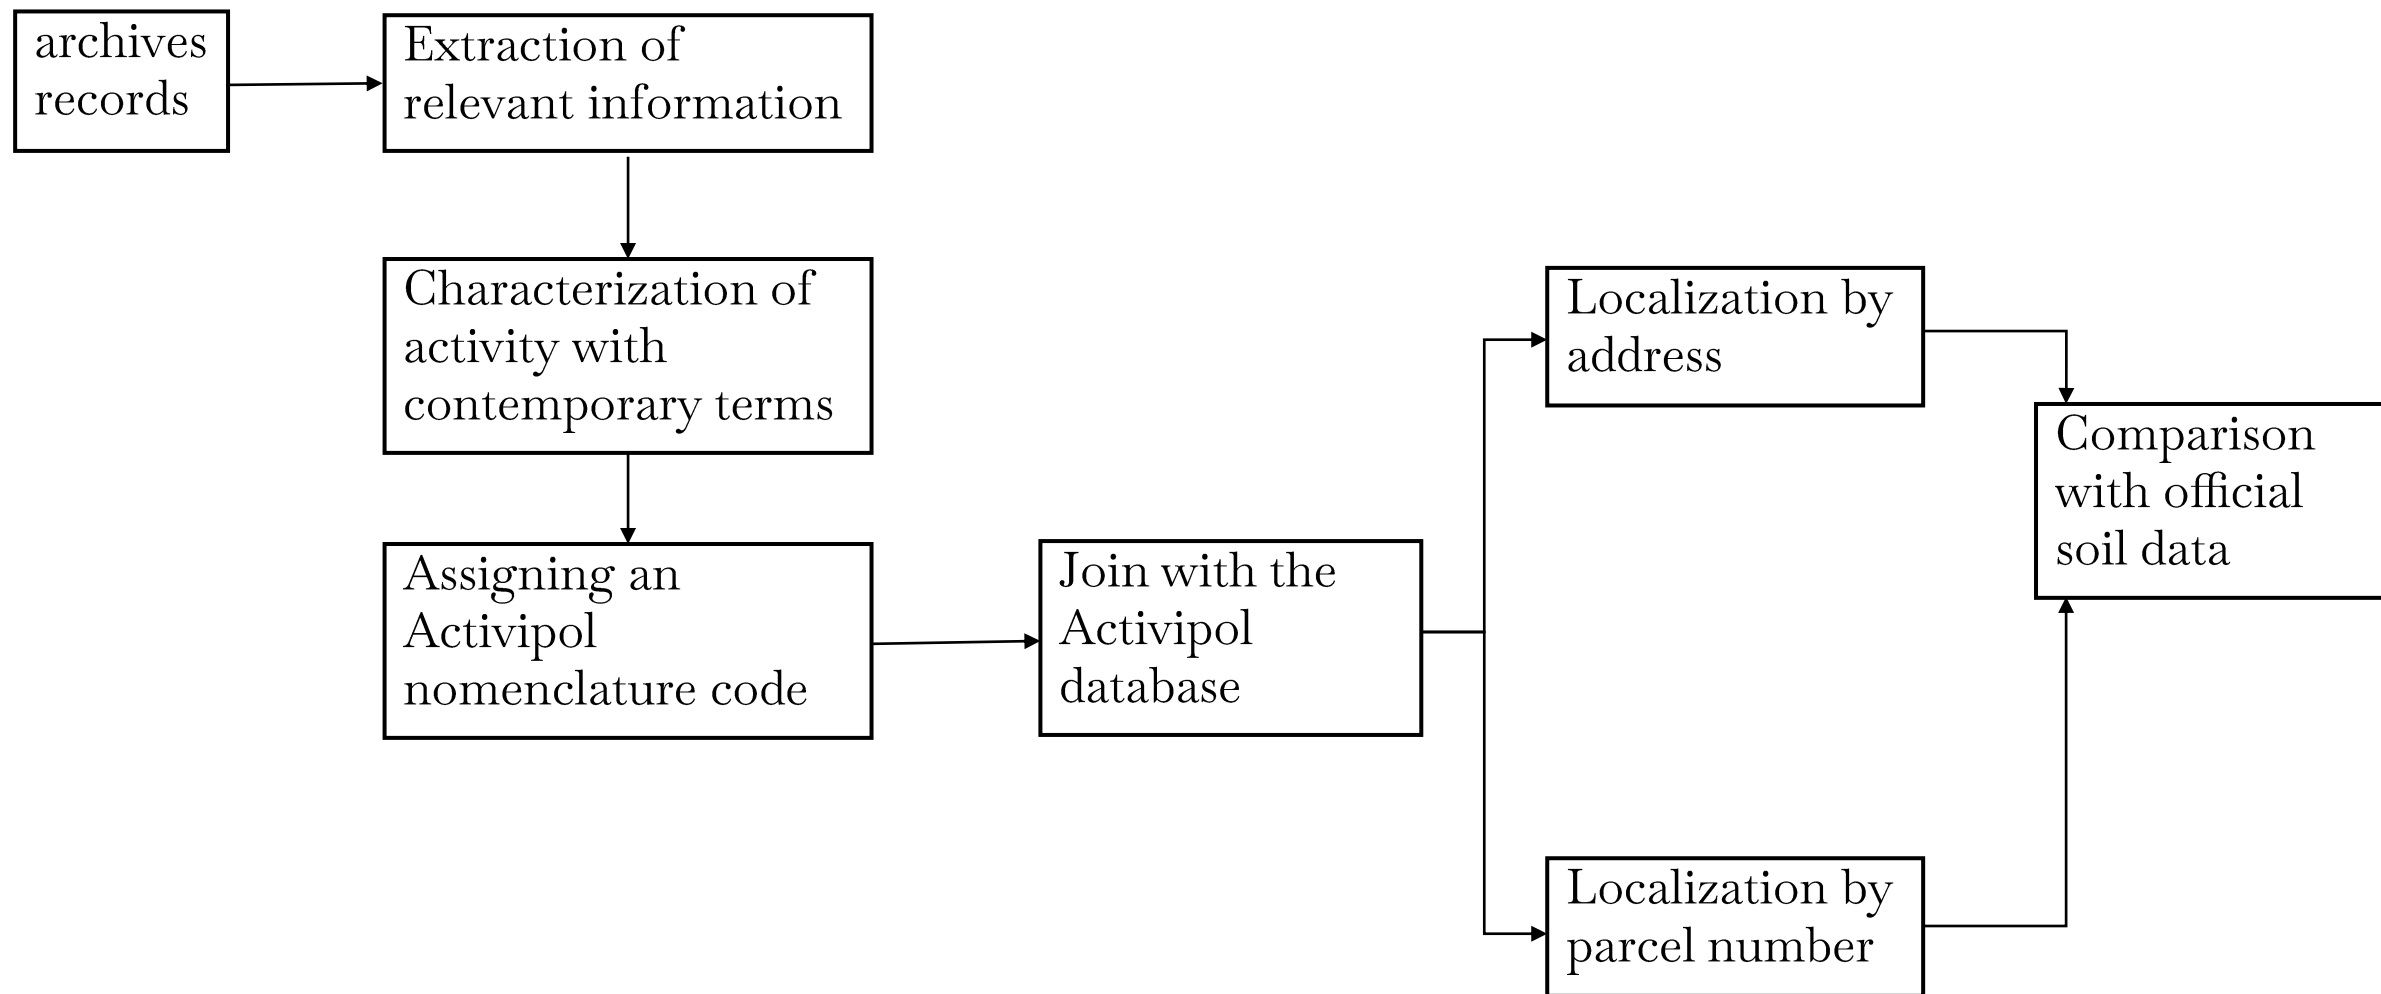 archives
records
Extraction of
relevant information
Characterization of
activity with
contemporary terms
Assigning an
Activipol
nomenclature code
Join with the
Activipol
database
Localization by
address
Localization by
parcel number
Comparison
with official
soil data